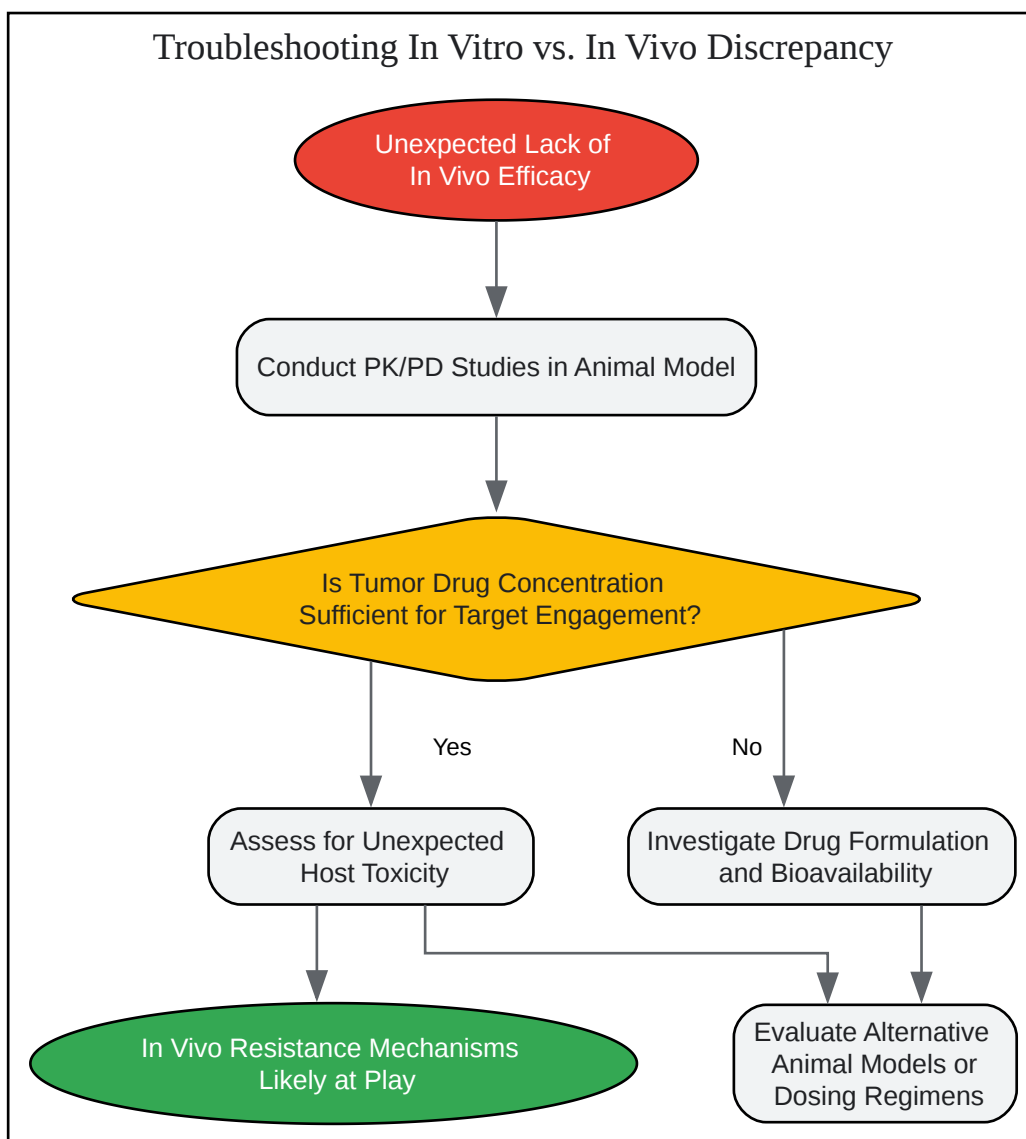 Troubleshooting In Vitro vs. In Vivo Discrepancy
Unexpected Lack of
In Vivo Efficacy
Conduct PK/PD Studies in Animal Model
Is Tumor Drug Concentration
Sufficient for Target Engagement?
Yes
No
Assess for Unexpected
Host Toxicity
Investigate Drug Formulation
and Bioavailability
In Vivo Resistance Mechanisms
Likely at Play
Evaluate Alternative
Animal Models or
Dosing Regimens